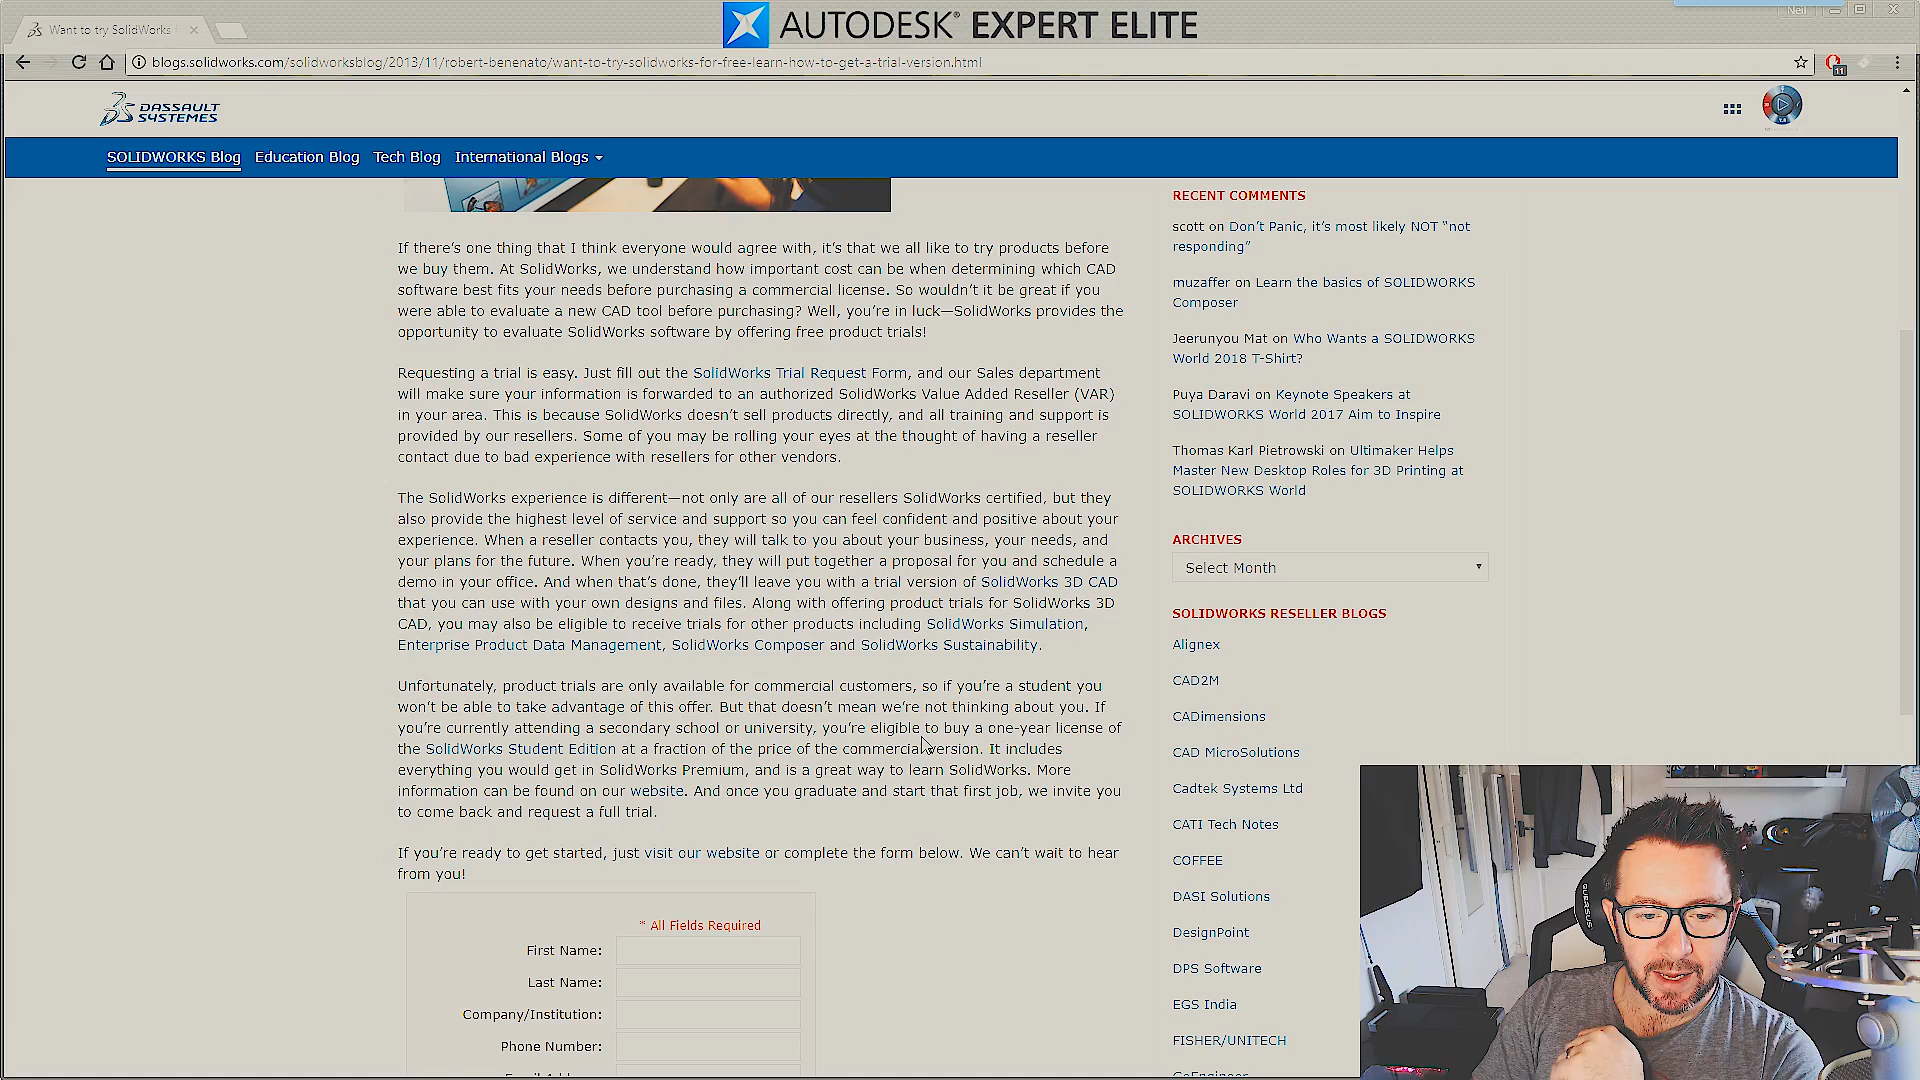 AUTODESK® EXPERT ELITE
Want to try SolidWorks
Neil
blogs.solidworks.com/solidworksblog/2013/11/robert-benenato/want-to-try-solidworks-for-free-learn-how-to-get-a-trial-version.html
11
DASSAULT
SYSTEMES
SOLIDWORKS Blog
Education Blog
Tech Blog
International Blogs
If there’s one thing that I think everyone would agree with, it’s that we all like to try products before
we buy them. At SolidWorks, we understand how important cost can be when determining which CAD
software best fits your needs before purchasing a commercial license. So wouldn’t it be great if you
were able to evaluate a new CAD tool before purchasing? Well, you’re in luck—SolidWorks provides the
opportunity to evaluate SolidWorks software by offering free product trials!
Requesting a trial is easy. Just fill out the SolidWorks Trial Request Form, and our Sales department
will make sure your information is forwarded to an authorized SolidWorks Value Added Reseller (VAR)
in your area. This is because SolidWorks doesn’t sell products directly, and all training and support is
provided by our resellers. Some of you may be rolling your eyes at the thought of having a reseller
contact due to bad experience with resellers for other vendors.
The SolidWorks experience is different—not only are all of our resellers SolidWorks certified, but they
also provide the highest level of service and support so you can feel confident and positive about your
experience. When a reseller contacts you, they will talk to you about your business, your needs, and
your plans for the future. When you’re ready, they will put together a proposal for you and schedule a
demo in your office. And when that’s done, they’ll leave you with a trial version of SolidWorks 3D CAD
that you can use with your own designs and files. Along with offering product trials for SolidWorks 3D
CAD, you may also be eligible to receive trials for other products including SolidWorks Simulation,
Enterprise Product Data Management, SolidWorks Composer and SolidWorks Sustainability.
Unfortunately, product trials are only available for commercial customers, so if you’re a student you
won’t be able to take advantage of this offer. But that doesn’t mean we’re not thinking about you. If
you’re currently attending a secondary school or university, you’re eligible to buy a one-year license of
the SolidWorks Student Edition at a fraction of the price of the commercial version. It includes
everything you would get in SolidWorks Premium, and is a great way to learn SolidWorks. More
information can be found on our website. And once you graduate and start that first job, we invite you
to come back and request a full trial.
If you’re ready to get started, just visit our website or complete the form below. We can’t wait to hear
from you!
* All Fields Required
First Name:
Last Name:
Company/Institution:
Phone Number:
RECENT COMMENTS
scott on Don’t Panic, it’s most likely NOT “not
responding”
muzaffer on Learn the basics of SOLIDWORKS
Composer
Jeerunyou Mat on Who Wants a SOLIDWORKS
World 2018 T-Shirt?
Puya Daravi on Keynote Speakers at
SOLIDWORKS World 2017 Aim to Inspire
Thomas Karl Pietrowski on Ultimaker Helps
Master New Desktop Roles for 3D Printing at
SOLIDWORKS World
ARCHIVES
Select Month
SOLIDWORKS RESELLER BLOGS
Alignex
CAD2M
CADimensions
CAD MicroSolutions
Cadtek Systems Ltd
CATI Tech Notes
COFFEE
DASI Solutions
DesignPoint
DPS Software
EGS India
FISHER/UNITECH